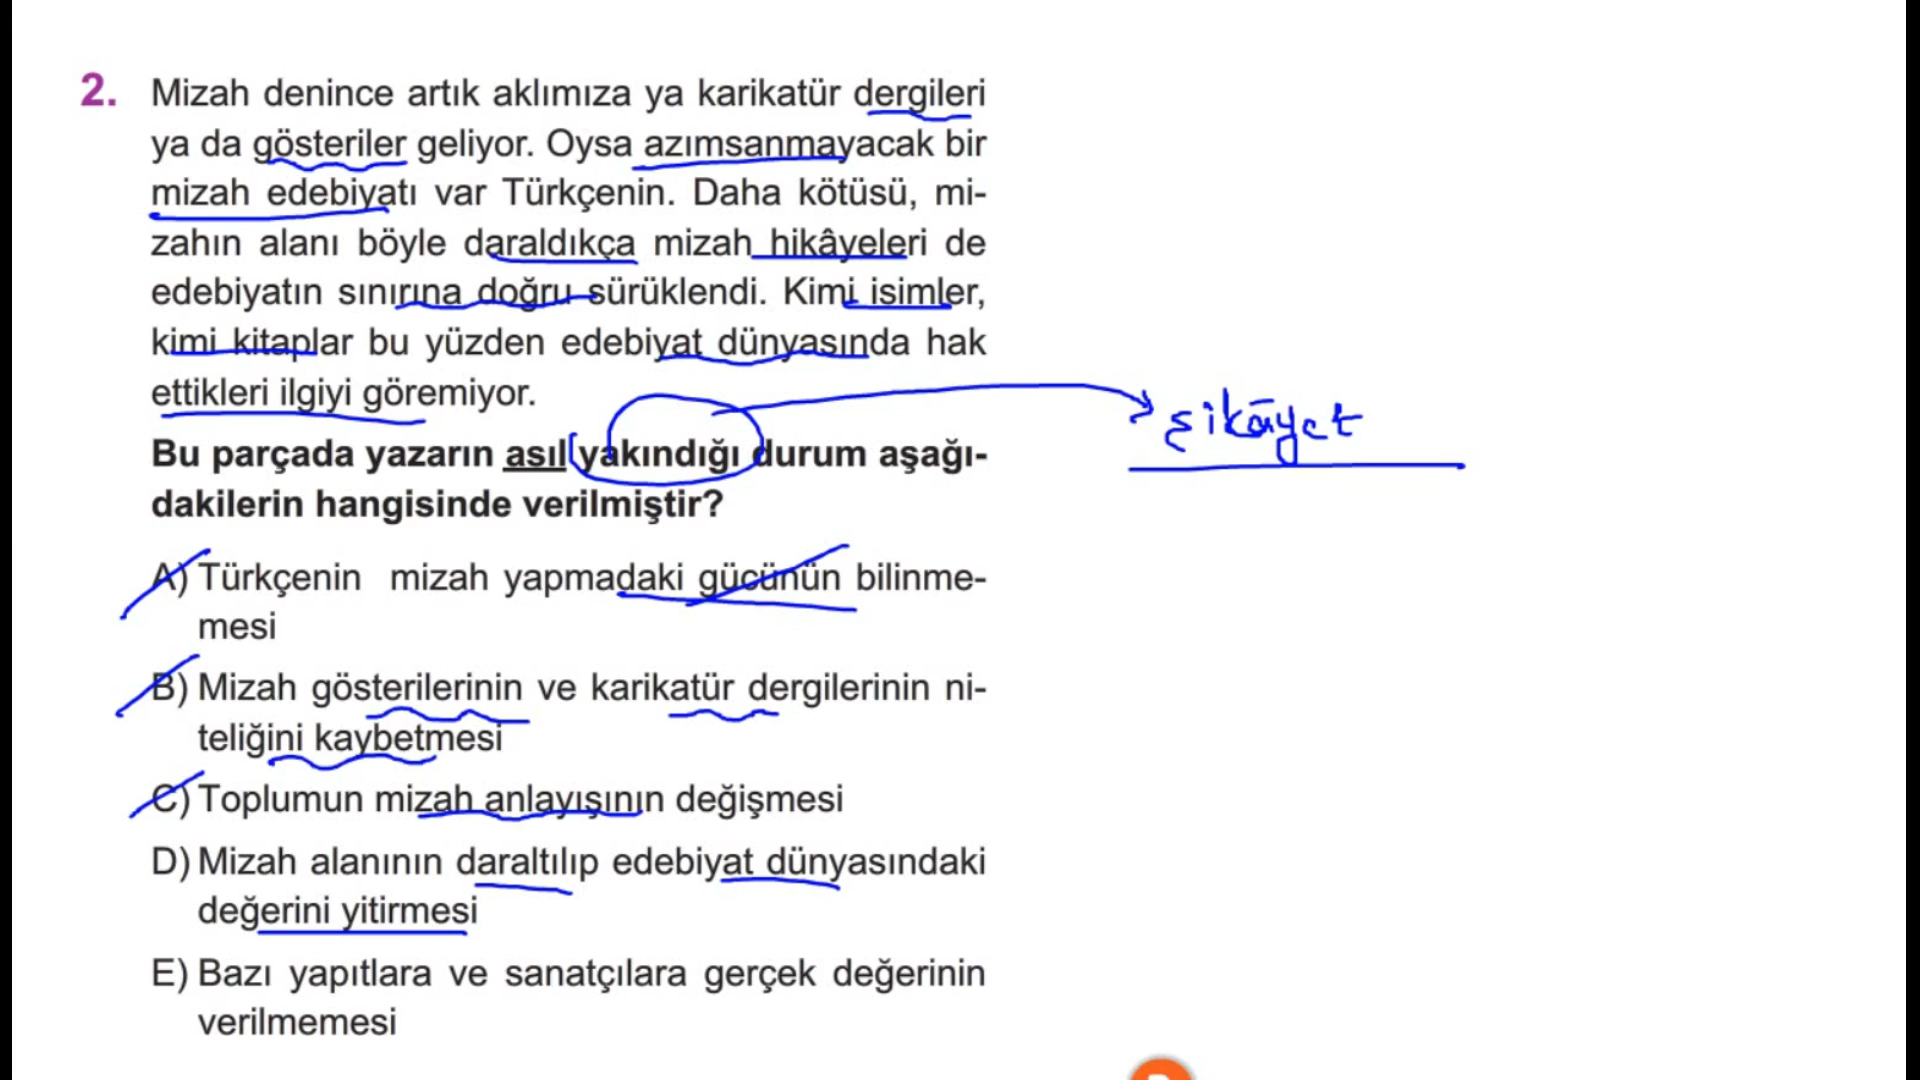 2. Mizah denince artık aklımıza ya karikatür dergileri
ya da gösteriler geliyor. Oysa azımsanmayacak bir
mizah edebiyatı var Türkçenin. Daha kötüsü, mi-
zahın alanı böyle daraldıkça mizah hikâyeleri de
edebiyatın sınırına doğru sürüklendi. Kimi isimler,
kimi kitaplar bu yüzden edebiyat dünyasında hak
ettikleri ilgiyi göremiyor.
şikāyet
Bu parçada yazarın asıl yakındığı durum aşağı-
dakilerin hangisinde verilmiştir?
A) Türkçenin mizah yapmadaki gücünün bilinme-
mesi
B) Mizah gösterilerinin ve karikatür dergilerinin ni-
teliğini kaybetmesi
C) Toplumun mizah anlayışının değişmesi
D) Mizah alanının daraltılıp edebiyat dünyasındaki
değerini yitirmesi
E) Bazı yapıtlara ve sanatçılara gerçek değerinin
verilmemesi